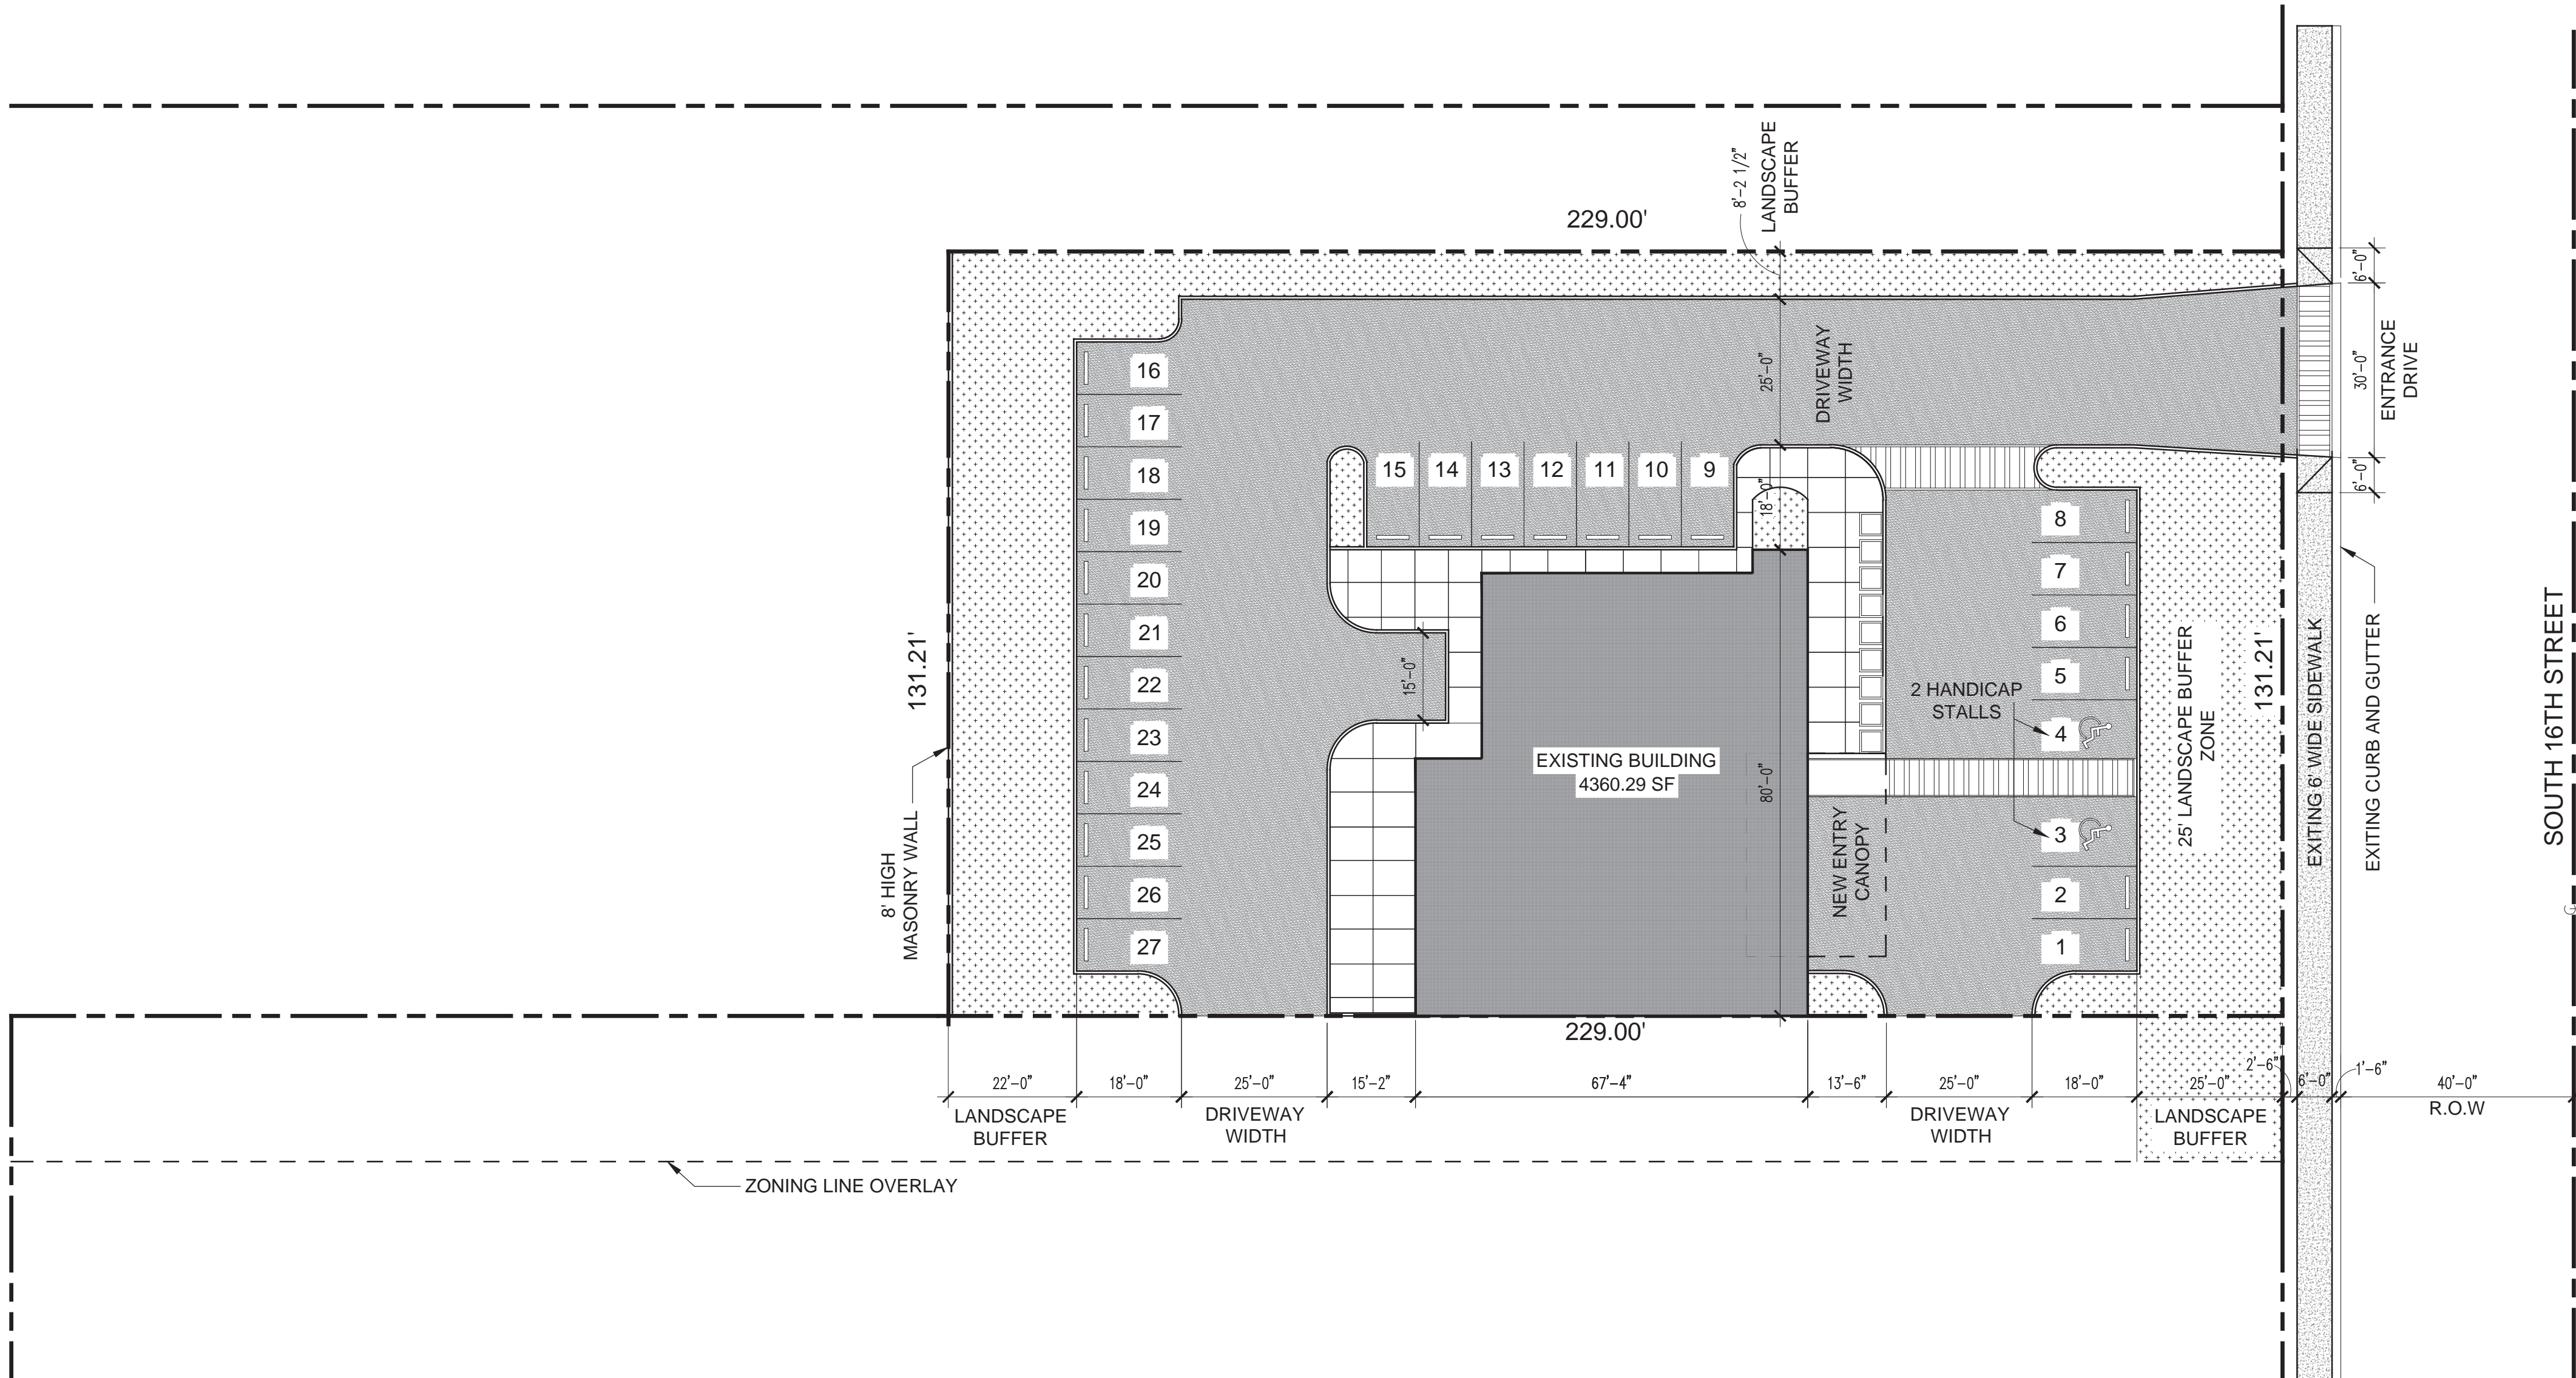 8'-2 1/2"
LANDSCAPE
BUFFER
229.00'
6'-0"
30'-0"
ENTRANCE
DRIVE
6'-0"
25'-0"
DRIVEWAY
WIDTH
18'-0"
16
17
18
19
20
21
22
23
24
25
26
27
15
14
13
12
11
10
9
8
7
6
5
4
3
2
1
2 HANDICAP
STALLS
15'-0"
80'-0"
EXISTING BUILDING
4360.29 SF
NEW ENTRY
CANOPY
131.21'
8' HIGH
MASONRY WALL
25' LANDSCAPE BUFFER
ZONE
131.21'
EXITING 6' WIDE SIDEWALK
EXITING CURB AND GUTTER
SOUTH 16TH STREET
G
229.00'
22'-0"
18'-0"
25'-0"
15'-2"
67'-4"
13'-6"
25'-0"
18'-0"
25'-0"
2'-6"
6'-0"
1'-6"
40'-0"
LANDSCAPE
BUFFER
DRIVEWAY
WIDTH
DRIVEWAY
WIDTH
LANDSCAPE
BUFFER
R.O.W
ZONING LINE OVERLAY